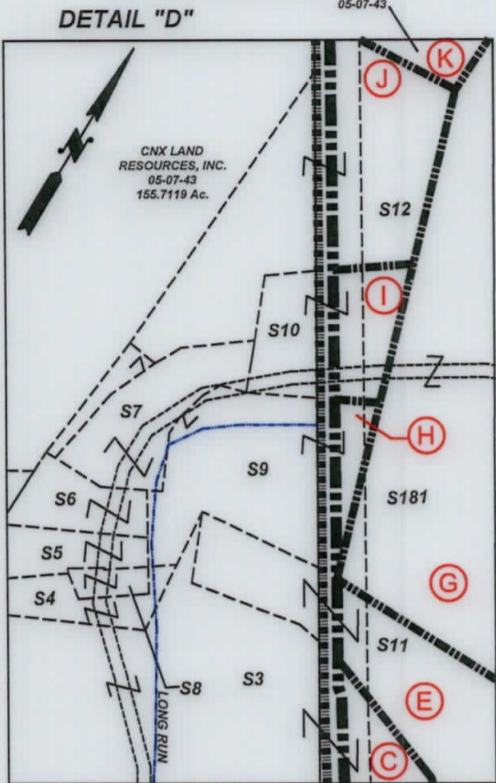 DETAIL "D"
05-07-43
K
J
CNX LAND
RESOURCES, INC.
05-07-43
155.7119 Ac.
S12
I
S10
S7
H
S9
S6
S181
S5
G
S4
S11
S8
S3
E
LONG RUN
C